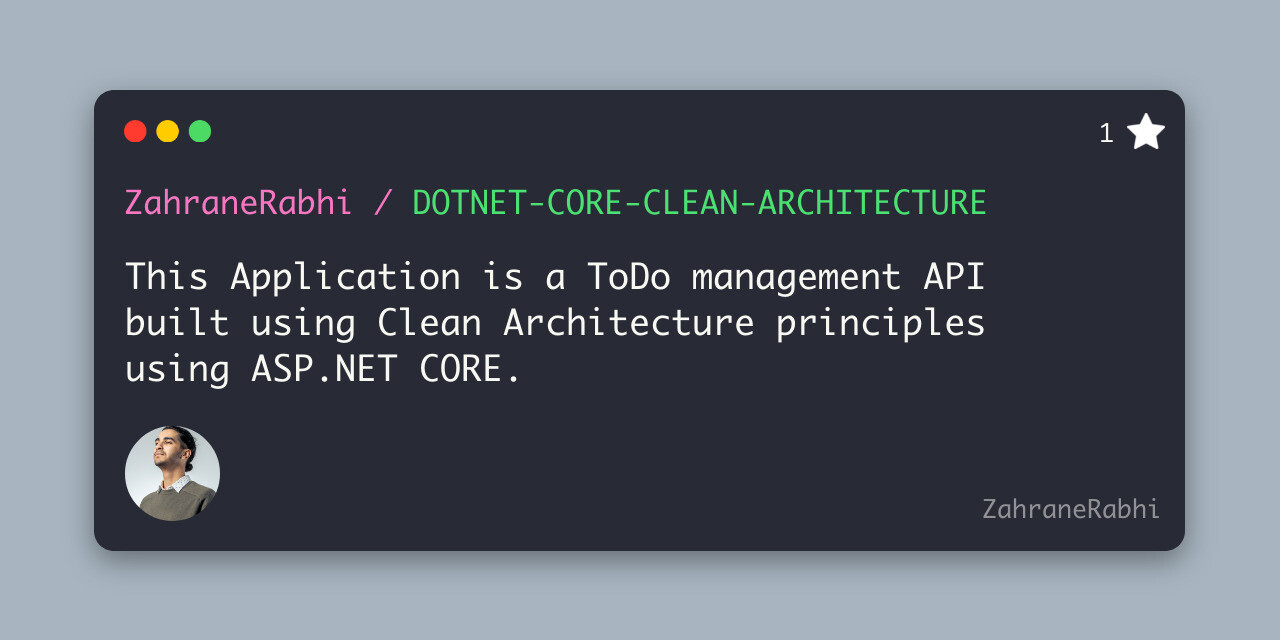 1
ZahraneRabhi / DOTNET-CORE-CLEAN-ARCHITECTURE
This Application is a ToDo management API
built using Clean Architecture principles
using ASP.NET CORE.
ZahraneRabhi